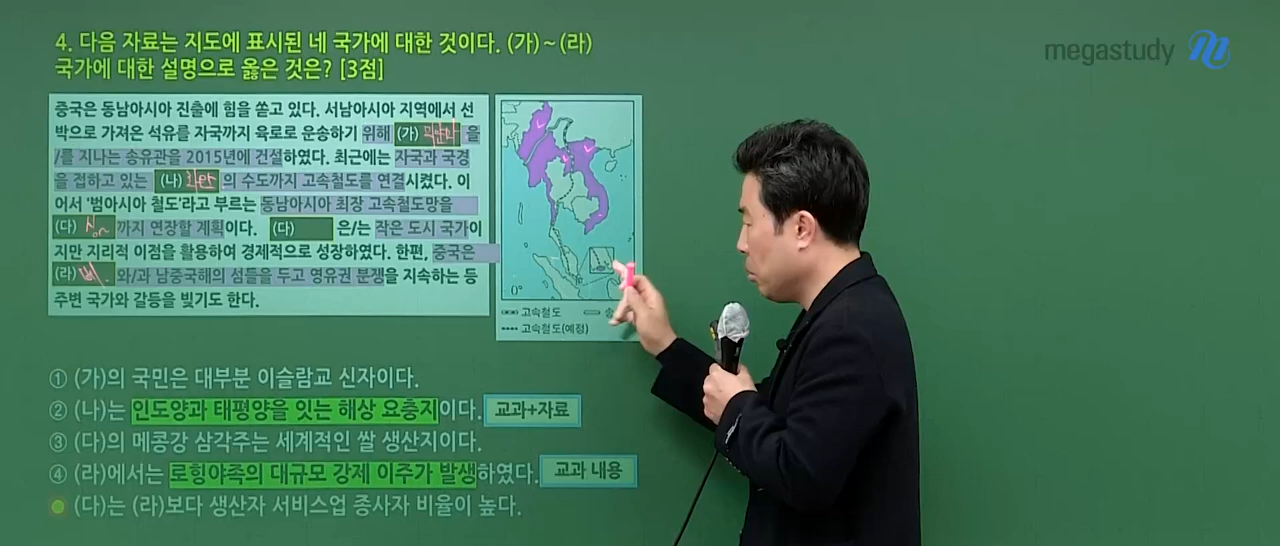 megastudy
4. 다음 자료는 지도에 표시된 네 국가에 대한 것이다. (가)~(라)
국가에 대한 설명으로 옳은 것은? [3점]
중국은 동남아시아 진출에 힘을 쏟고 있다. 서남아시아 지역에서 선
박으로 가져온 석유를 자국까지 육로로 운송하기 위해 (가) 을
/를 지나는 송유관을 2015년에 건설하였다. 최근에는 자국과 국경
을 접하고 있는 (나) 의 수도까지 고속철도를 연결시켰다. 이
어서 '범아시아 철도'라고 부르는 동남아시아 최장 고속철도망을
(다) 까지 연장할 계획이다. (다) 은/는 작은 도시 국가이
지만 지리적 이점을 활용하여 경제적으로 성장하였다. 한편, 중국은
(라) 와/과 남중국해의 섬들을 두고 영유권 분쟁을 지속하는 등
주변 국가와 갈등을 빚기도 한다.
고속철도
고속철도(예정)
① (가)의 국민은 대부분 이슬람교 신자이다.
② (나)는 인도양과 태평양을 잇는 해상 요충지이다. 교과+자료
③ (다)의 메콩강 삼각주는 세계적인 쌀 생산지이다.
④ (라)에서는 로힝야족의 대규모 강제 이주가 발생하였다. 교과 내용
(다)는 (라)보다 생산자 서비스업 종사자 비율이 높다.